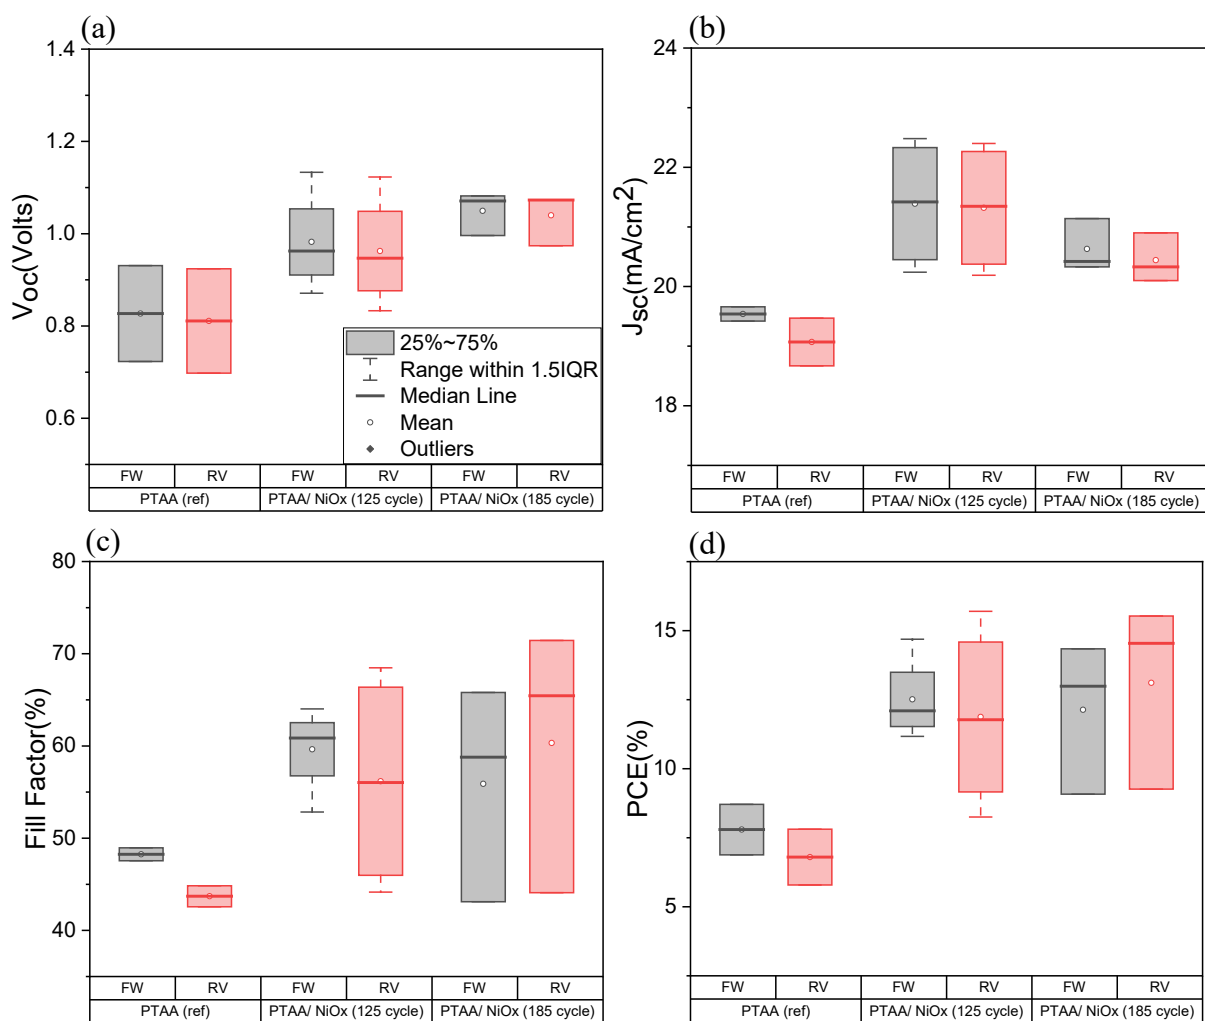 (a)
1.4
1.2
1.0
0.8
0.6
VOC(Volts)
25%~75%
Range within 1.5IQR
Median Line
Mean
Outliers
FW RV FW RV FW RV
PTAA (ref) PTAA/ NiOx (125 cycle) PTAA/ NiOx (185 cycle)
(b)
24
22
20
18
JSC(mA/cm2)
FW RV FW RV FW RV
PTAA (ref) PTAA/ NiOx (125 cycle) PTAA/ NiOx (185 cycle)
(c)
80
70
60
50
40
Fill Factor(%)
FW RV FW RV FW RV
PTAA (ref) PTAA/ NiOx (125 cycle) PTAA/ NiOx (185 cycle)
(d)
15
10
5
PCE(%)
FW RV FW RV FW RV
PTAA (ref) PTAA/ NiOx (125 cycle) PTAA/ NiOx (185 cycle)